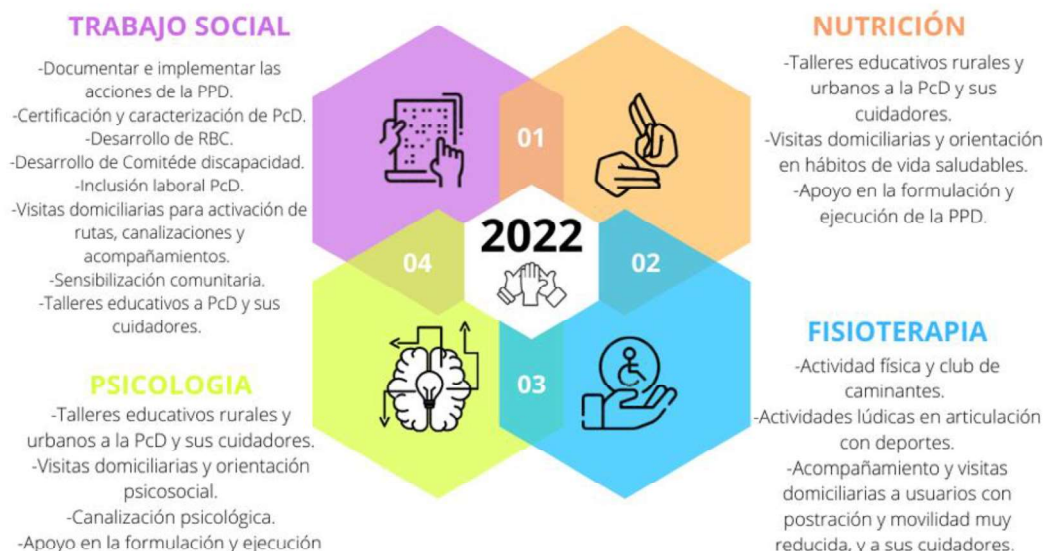 TRABAJO SOCIAL
-Documentar e implementar las
acciones de la PPD.
-Certificación y caracterización de PcD.
-Desarrollo de RBC.
-Desarrollo de Comitéde discapacidad.
-Inclusión laboral PcD.
-Visitas domiciliarias para activación de
rutas, canalizaciones y
acompañamientos.
-Sensibilización comunitaria.
-Talleres educativos a PcD y sus
cuidadores.
PSICOLOGIA
-Talleres educativos rurales y
urbanos a la PcD y sus cuidadores.
-Visitas domiciliarias y orientación
psicosocial.
-Canalización psicológica.
-Apoyo en la formulación y ejecución
01
2022
04
02
03
NUTRICIÓN
-Talleres educativos rurales y
urbanos a la PcD y sus
cuidadores.
-Visitas domiciliarias y orientación
en hábitos de vida saludables.
-Apoyo en la formulación y
ejecución de la PPD.
FISIOTERAPIA
-Actividad física y club de
caminantes.
-Actividades lúdicas en articulación
con deportes.
-Acompañamiento y visitas
domiciliarias a usuarios con
postración y movilidad muy
reducida, y a sus cuidadores.